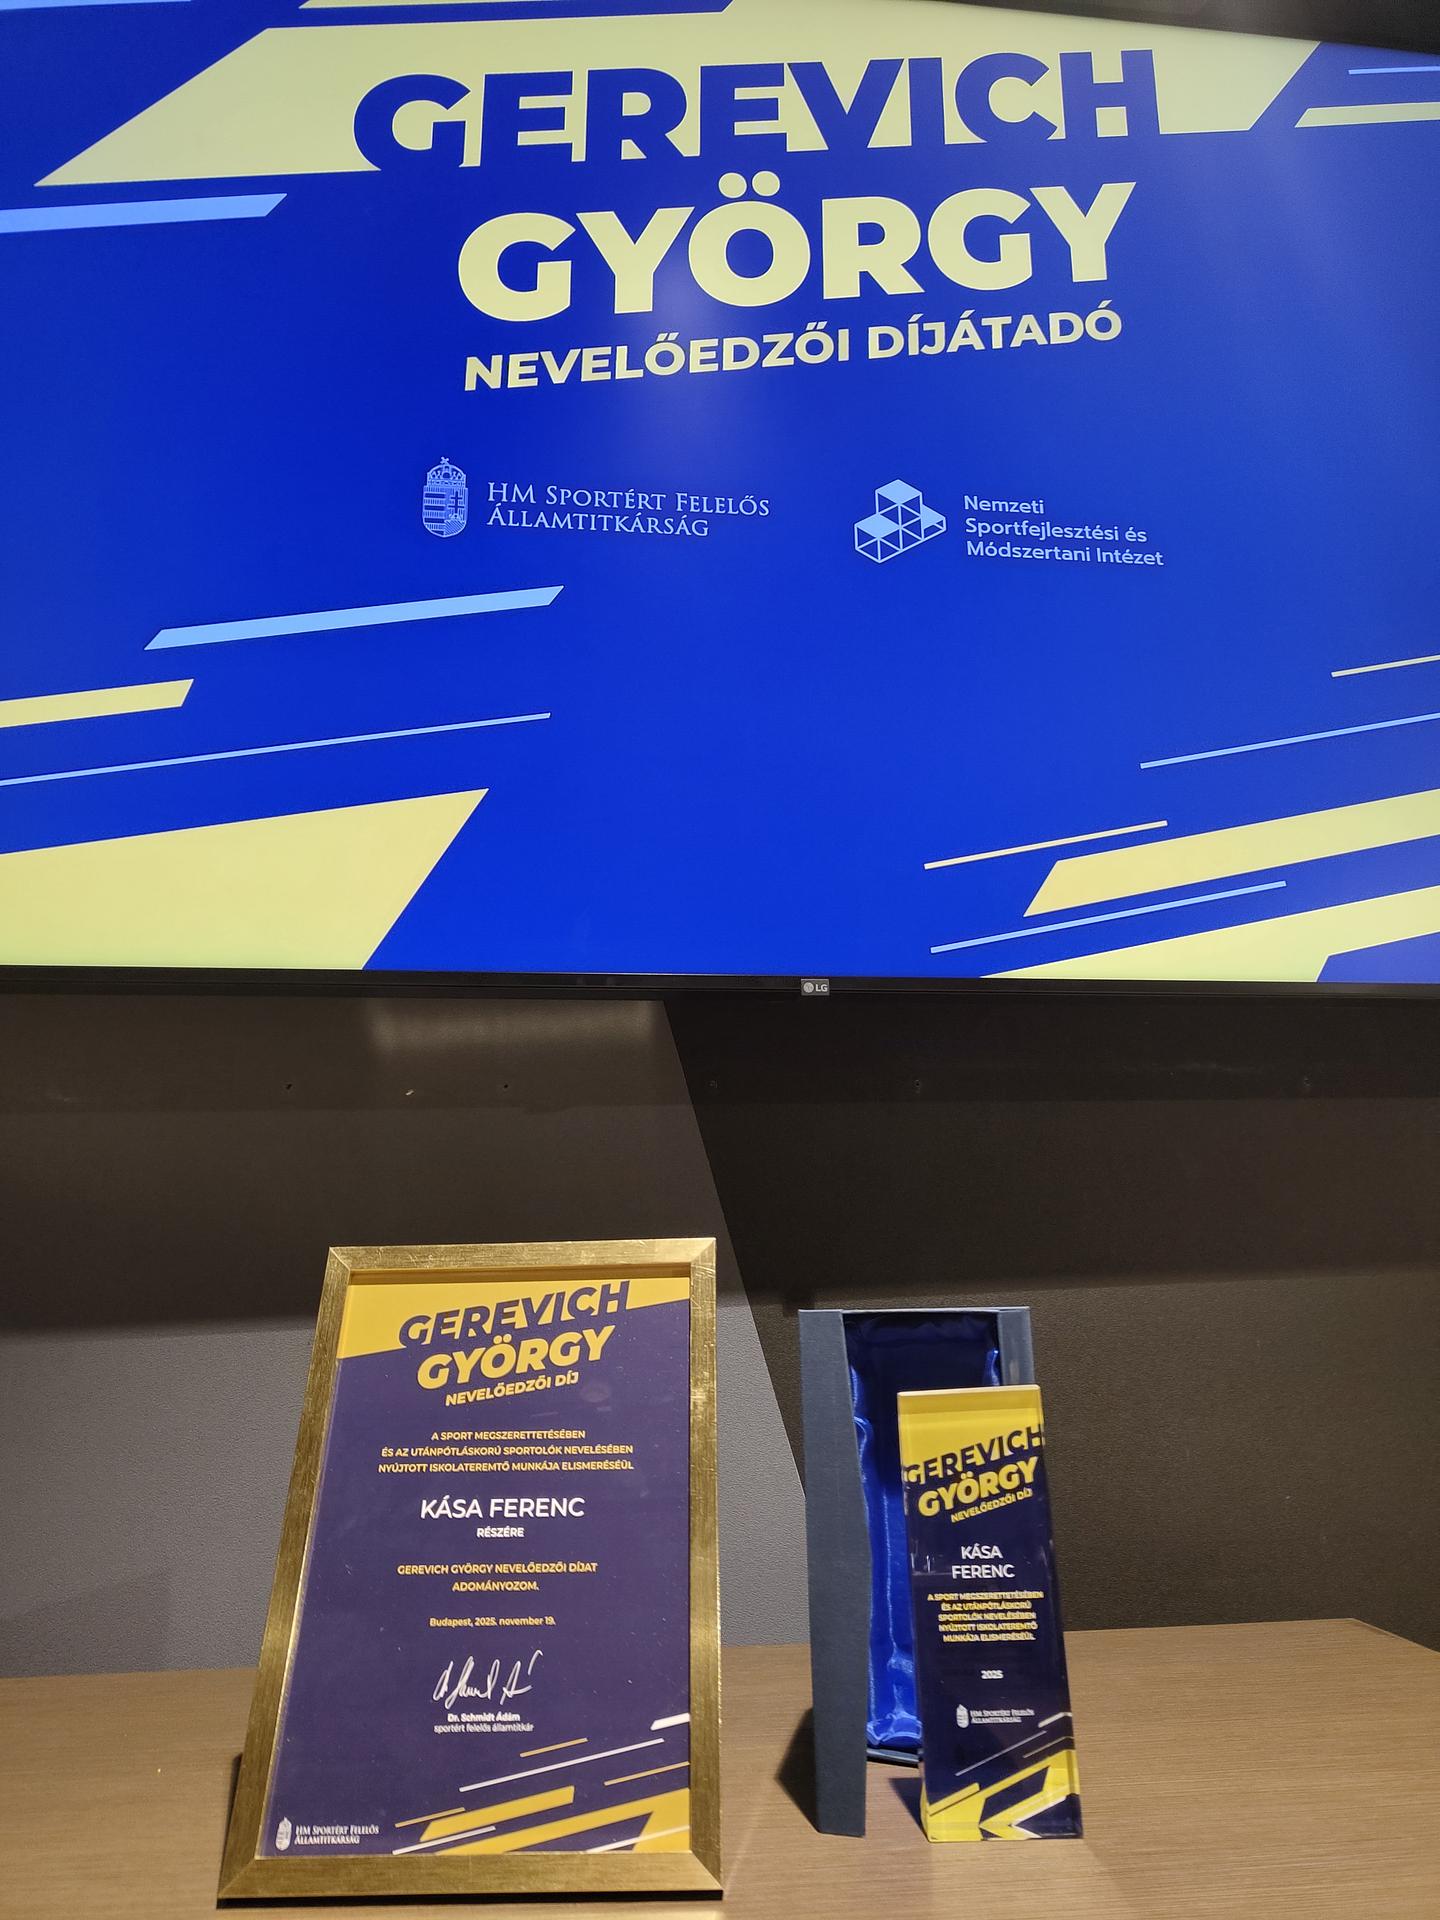 GEREVICH
GYÖRGY
NEVELŐEDZŐI DÍJÁTADÓ
HM SPORTÉRT FELELŐS
ÁLLAMTITKÁRSÁG
Nemzeti
Sportfejlesztési és
Módszertani Intézet
LG
GEREVICH
GYÖRGY
NEVELŐEDZŐI DÍJ
A SPORT MEGSZERETTETÉSÉBEN
ÉS AZ UTÁNPÓTLÁSKORÚ SPORTOLÓK NEVELÉSÉBEN
NYÚJTOTT ISKOLATEREMTŐ MUNKÁJA ELISMERÉSÉÜL
KÁSA FERENC
RÉSZÉRE
GEREVICH GYÖRGY NEVELŐEDZŐI DÍJAT
ADOMÁNYOZOM.
Budapest, 2025. november 19.
Dr. Schmidt Ádám
sportért felelős államtitkár
HM SPORTÉRT FELELŐS
ÁLLAMTITKÁRSÁG
GEREVICH
GYÖRGY
NEVELŐEDZŐI DÍJ
KÁSA
FERENC
A SPORT MEGSZERETTETÉSÉBEN
ÉS AZ UTÁNPÓTLÁSKORÚ
SPORTOLÓK NEVELÉSÉBEN
NYÚJTOTT ISKOLATEREMTŐ
MUNKÁJA ELISMERÉSÉÜL
2025
HM SPORTÉRT FELELŐS
ÁLLAMTITKÁRSÁG